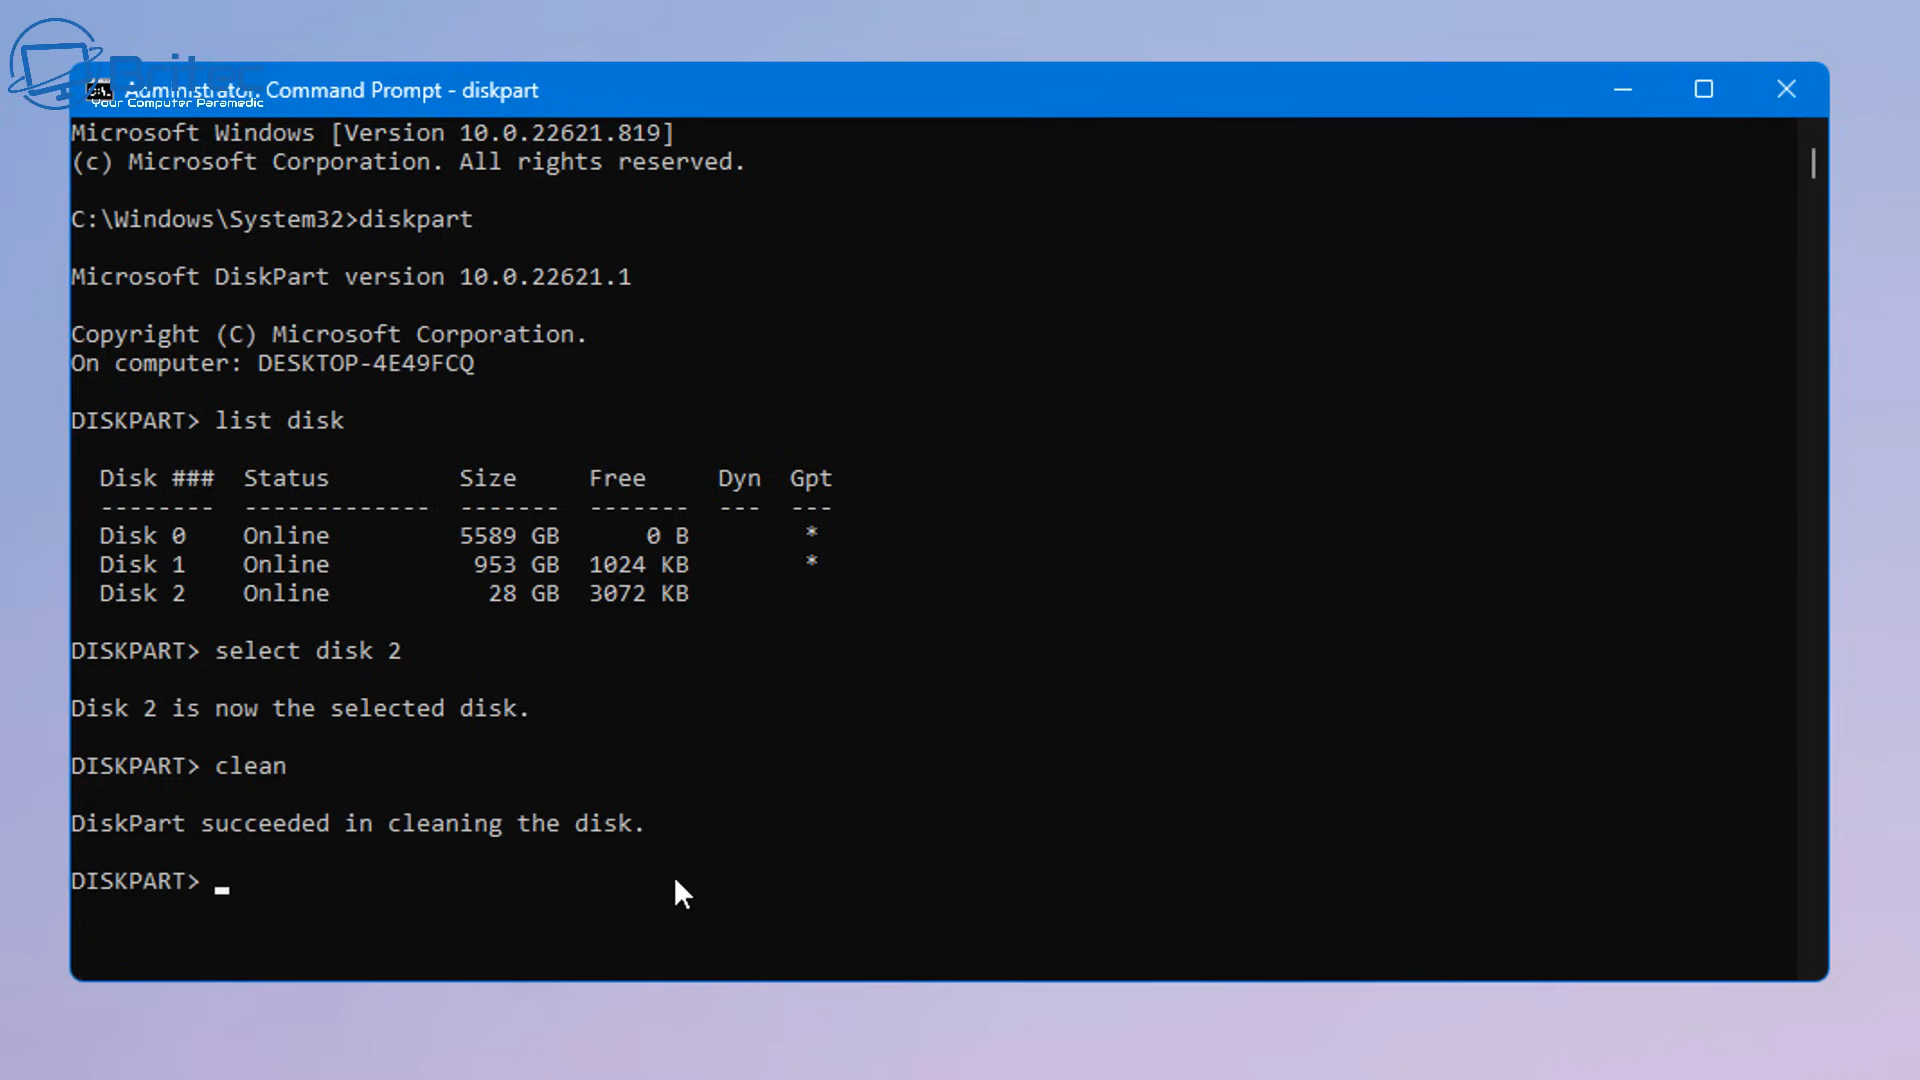 Britec
Your Computer Paramedic
Administrator: Command Prompt - diskpart
Microsoft Windows [Version 10.0.22621.819]
(c) Microsoft Corporation. All rights reserved.
C:\Windows\System32>diskpart
Microsoft DiskPart version 10.0.22621.1
Copyright (C) Microsoft Corporation.
On computer: DESKTOP-4E49FCQ
DISKPART> list disk
Disk ### Status Size Free Dyn Gpt
-------- ------------- ------- ------- --- ---
Disk 0 Online 5589 GB 0 B *
Disk 1 Online 953 GB 1024 KB *
Disk 2 Online 28 GB 3072 KB
DISKPART> select disk 2
Disk 2 is now the selected disk.
DISKPART> clean
DiskPart succeeded in cleaning the disk.
DISKPART> _